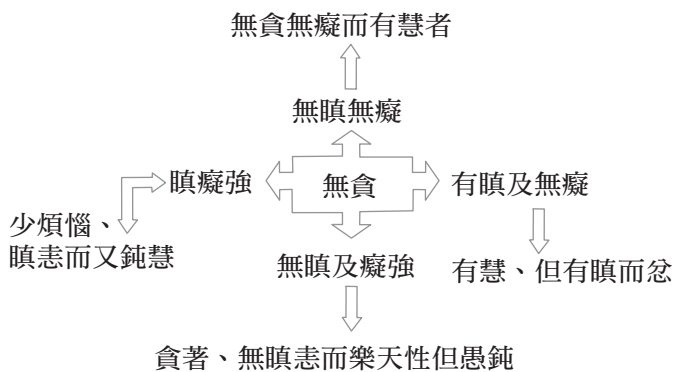 無貪無癡而有慧者
無瞋無癡
瞋癡強
無貪
有瞋及無癡
少煩惱、
瞋恚而又鈍慧
無瞋及癡強
有慧、但有瞋而忿
貪著、無瞋恚而樂天性但愚鈍